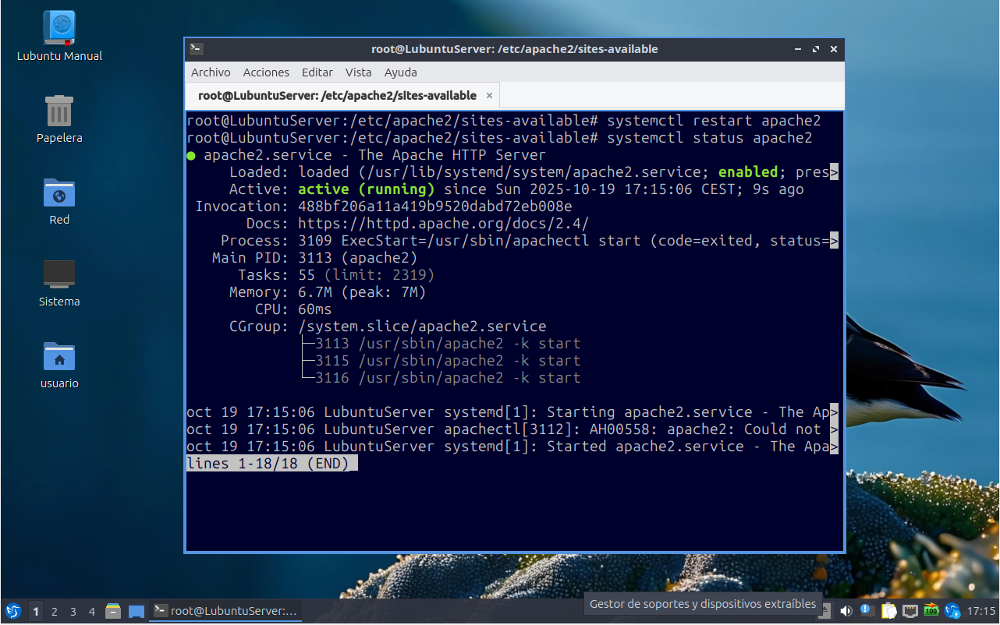 Lubuntu Manual
Papelera
Red
Sistema
usuario
root@LubuntuServer: /etc/apache2/sites-available
Archivo Acciones Editar Vista Ayuda
root@LubuntuServer: /etc/apache2/sites-available ×
root@LubuntuServer:/etc/apache2/sites-available# systemctl restart apache2
root@LubuntuServer:/etc/apache2/sites-available# systemctl status apache2
● apache2.service - The Apache HTTP Server
Loaded: loaded (/usr/lib/systemd/system/apache2.service; enabled; pres>
Active: active (running) since Sun 2025-10-19 17:15:06 CEST; 9s ago
Invocation: 488bf206a11a419b9520dabd72eb008e
Docs: https://httpd.apache.org/docs/2.4/
Process: 3109 ExecStart=/usr/sbin/apachectl start (code=exited, status=>
Main PID: 3113 (apache2)
Tasks: 55 (limit: 2319)
Memory: 6.7M (peak: 7M)
CPU: 60ms
CGroup: /system.slice/apache2.service
├─3113 /usr/sbin/apache2 -k start
├─3115 /usr/sbin/apache2 -k start
└─3116 /usr/sbin/apache2 -k start
oct 19 17:15:06 LubuntuServer systemd[1]: Starting apache2.service - The Ap>
oct 19 17:15:06 LubuntuServer apachectl[3112]: AH00558: apache2: Could not >
oct 19 17:15:06 LubuntuServer systemd[1]: Started apache2.service - The Apa>
lines 1-18/18 (END)
Gestor de soportes y dispositivos extraíbles
1 2 3 4 root@LubuntuServer:... 100 17:15